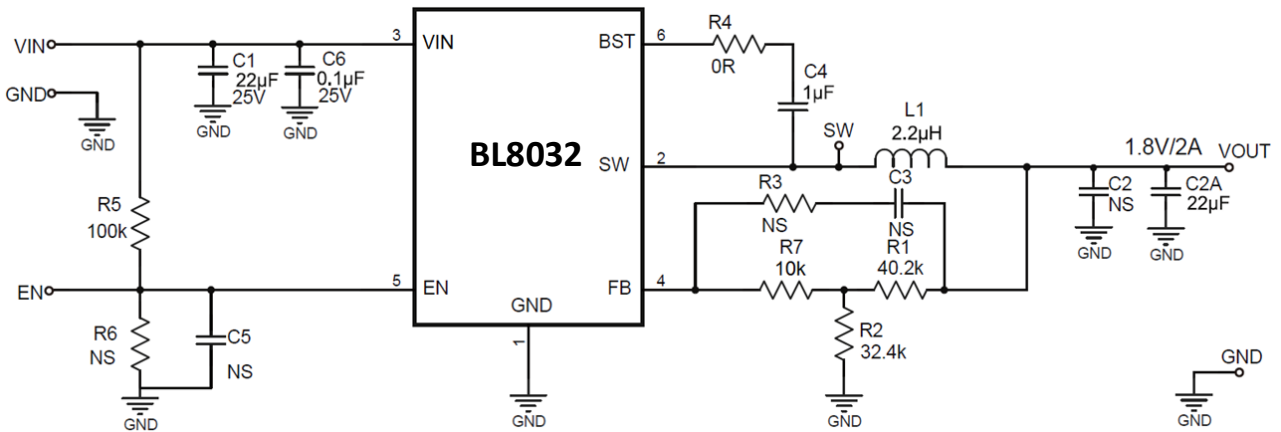 VIN
GND
GND
C1
22µF
25V
GND
C6
0.1µF
25V
GND
3
VIN
BST
6
R4
0R
C4
1µF
BL8032
SW
2
SW
L1
2.2µH
1.8V/2A
VOUT
C2
NS
GND
C2A
22µF
GND
R3
NS
C3
NS
R5
100k
R7
10k
R1
40.2k
EN
5
EN
FB
4
GND
R6
NS
C5
NS
GND
1
GND
R2
32.4k
GND
GND
GND